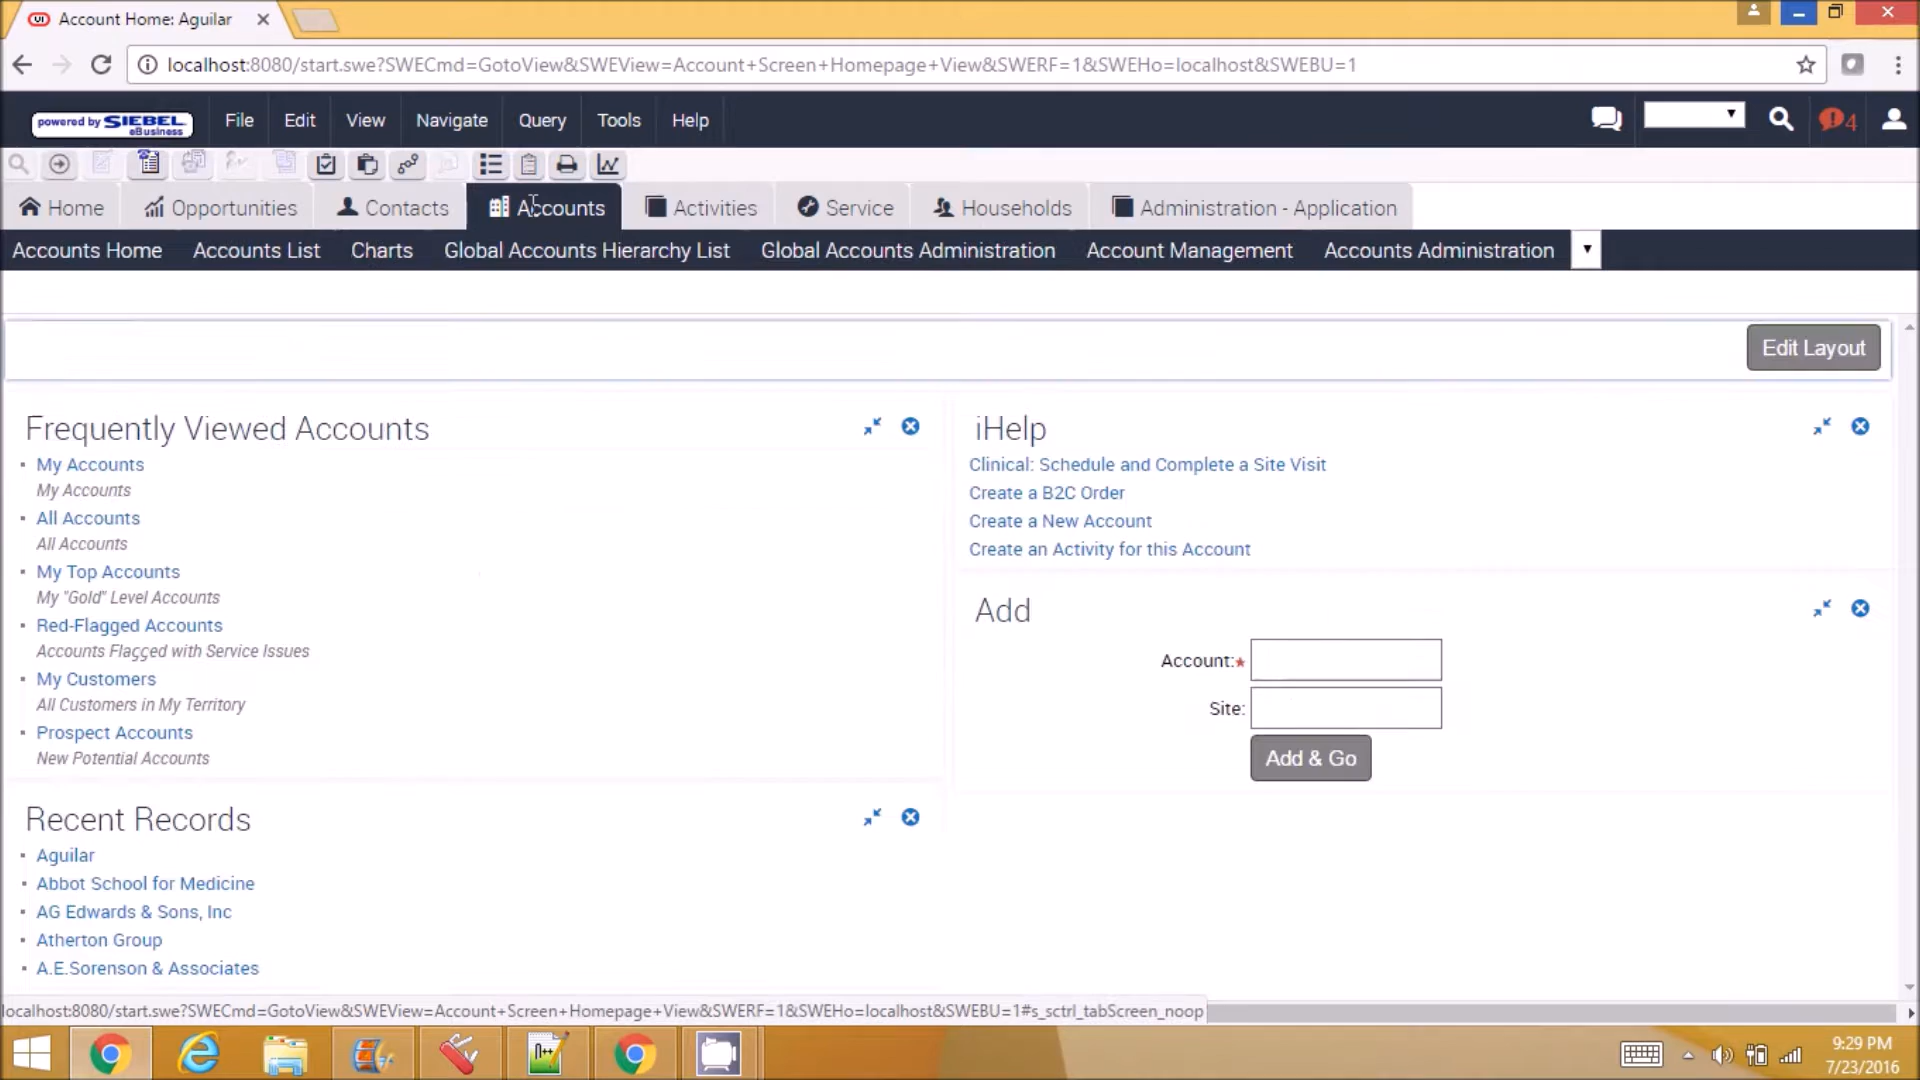 Account Home: Aguilar
localhost:8080/start.swe?SWECmd=GotoView&SWEView=Account+Screen+Homepage+View&SWERF=1&SWEHo=localhost&SWEBU=1
powered by SIEBEL eBusiness
File Edit View Navigate Query Tools Help
4
Home Opportunities Contacts Accounts Activities Service Households Administration - Application
Accounts Home Accounts List Charts Global Accounts Hierarchy List Global Accounts Administration Account Management Accounts Administration
Edit Layout
Frequently Viewed Accounts
My Accounts
My Accounts
All Accounts
All Accounts
My Top Accounts
My "Gold" Level Accounts
Red-Flagged Accounts
Accounts Flagged with Service Issues
My Customers
All Customers in My Territory
Prospect Accounts
New Potential Accounts
Recent Records
Aguilar
Abbot School for Medicine
AG Edwards & Sons, Inc
Atherton Group
A.E.Sorenson & Associates
iHelp
Clinical: Schedule and Complete a Site Visit
Create a B2C Order
Create a New Account
Create an Activity for this Account
Add
Account:*
Site:
Add & Go
localhost:8080/start.swe?SWECmd=GotoView&SWEView=Account+Screen+Homepage+View&SWERF=1&SWEHo=localhost&SWEBU=1#s_sctrl_tabScreen_noop
9:29 PM
7/23/2016